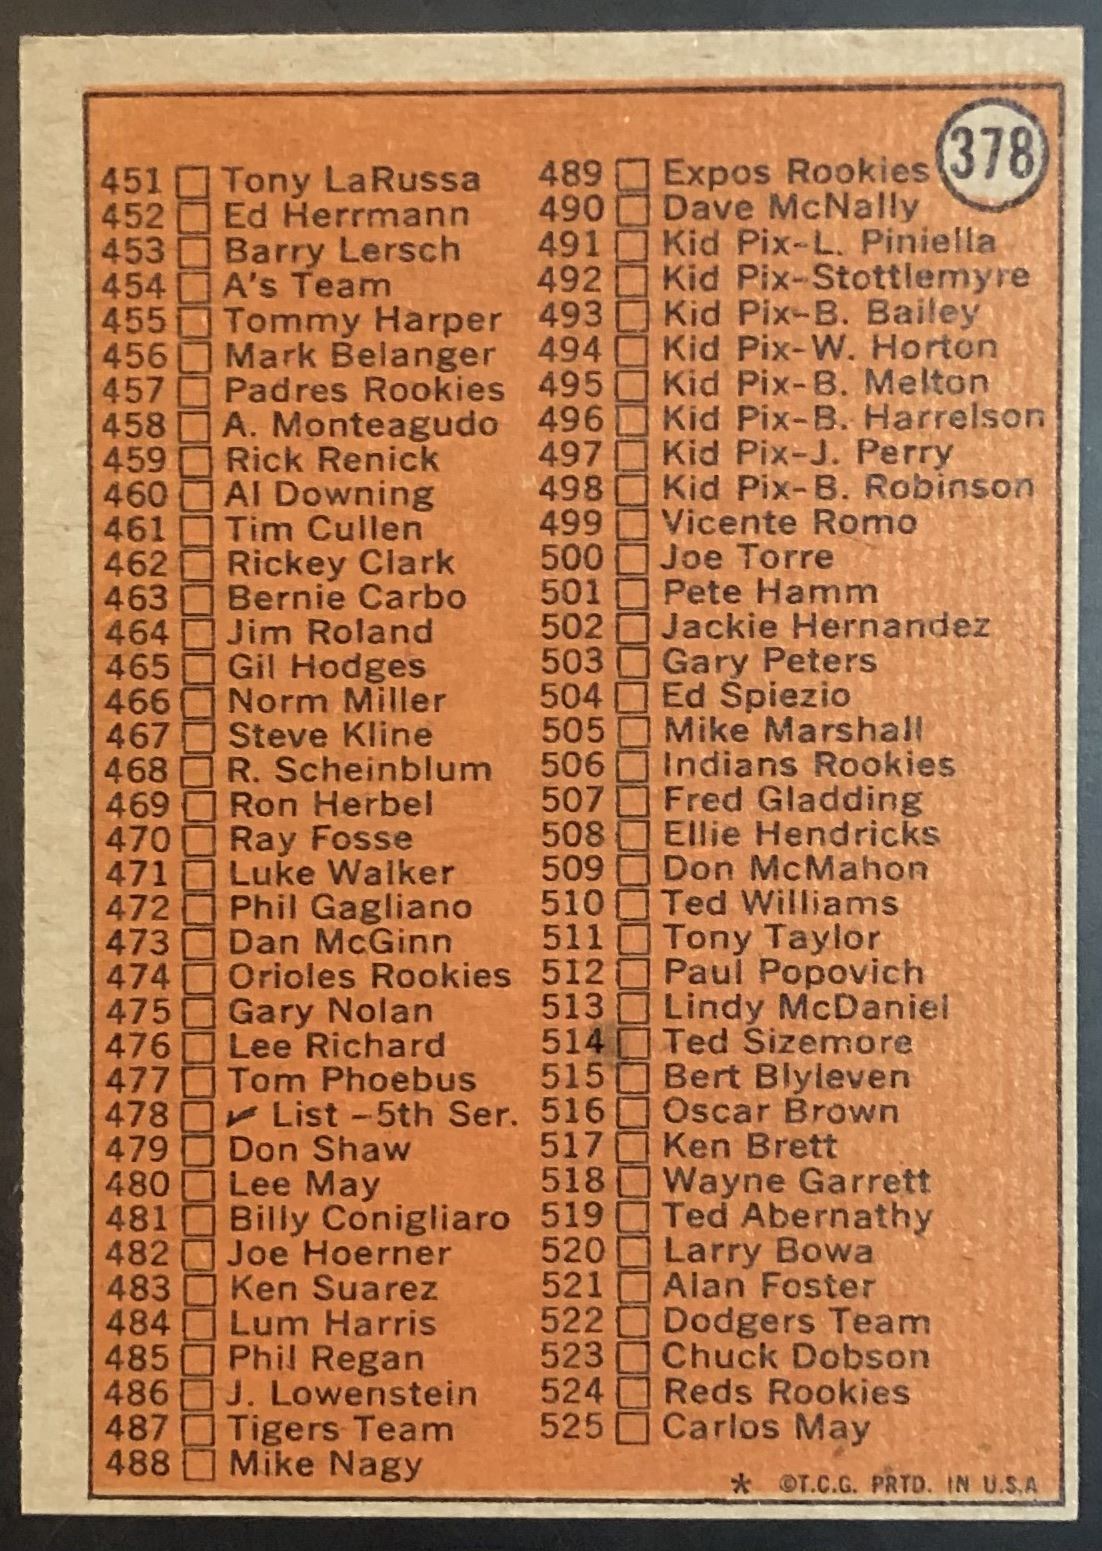 378
451 Tony LaRussa
452 Ed Herrmann
453 Barry Lersch
454 A's Team
455 Tommy Harper
456 Mark Belanger
457 Padres Rookies
458 A. Monteagudo
459 Rick Renick
460 Al Downing
461 Tim Cullen
462 Rickey Clark
463 Bernie Carbo
464 Jim Roland
465 Gil Hodges
466 Norm Miller
467 Steve Kline
468 R. Scheinblum
469 Ron Herbel
470 Ray Fosse
471 Luke Walker
472 Phil Gagliano
473 Dan McGinn
474 Orioles Rookies
475 Gary Nolan
476 Lee Richard
477 Tom Phoebus
478 ✓ List-5th Ser.
479 Don Shaw
480 Lee May
481 Billy Conigliaro
482 Joe Hoerner
483 Ken Suarez
484 Lum Harris
485 Phil Regan
486 J. Lowenstein
487 Tigers Team
488 Mike Nagy
489 Expos Rookies
490 Dave McNally
491 Kid Pix-L. Piniella
492 Kid Pix-Stottlemyre
493 Kid Pix-B. Bailey
494 Kid Pix-W. Horton
495 Kid Pix-B. Melton
496 Kid Pix-B. Harrelson
497 Kid Pix-J. Perry
498 Kid Pix-B. Robinson
499 Vicente Romo
500 Joe Torre
501 Pete Hamm
502 Jackie Hernandez
503 Gary Peters
504 Ed Spiezio
505 Mike Marshall
506 Indians Rookies
507 Fred Gladding
508 Ellie Hendricks
509 Don McMahon
510 Ted Williams
511 Tony Taylor
512 Paul Popovich
513 Lindy McDaniel
514 Ted Sizemore
515 Bert Blyleven
516 Oscar Brown
517 Ken Brett
518 Wayne Garrett
519 Ted Abernathy
520 Larry Bowa
521 Alan Foster
522 Dodgers Team
523 Chuck Dobson
524 Reds Rookies
525 Carlos May
* ©T.C.G. PRTD. IN U.S.A